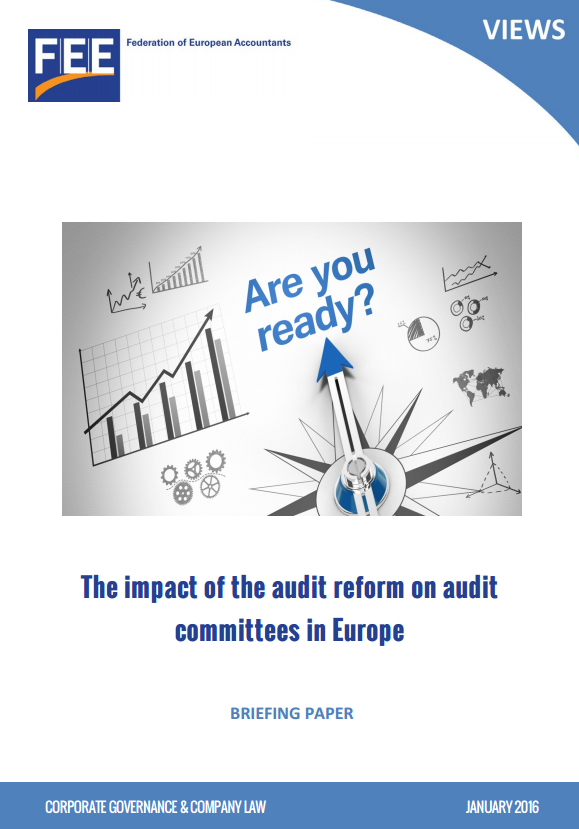 VIEWS
FEE
Federation of European Accountants
Are you
ready?
€
The impact of the audit reform on audit
committees in Europe
BRIEFING PAPER
CORPORATE GOVERNANCE & COMPANY LAW
JANUARY 2016